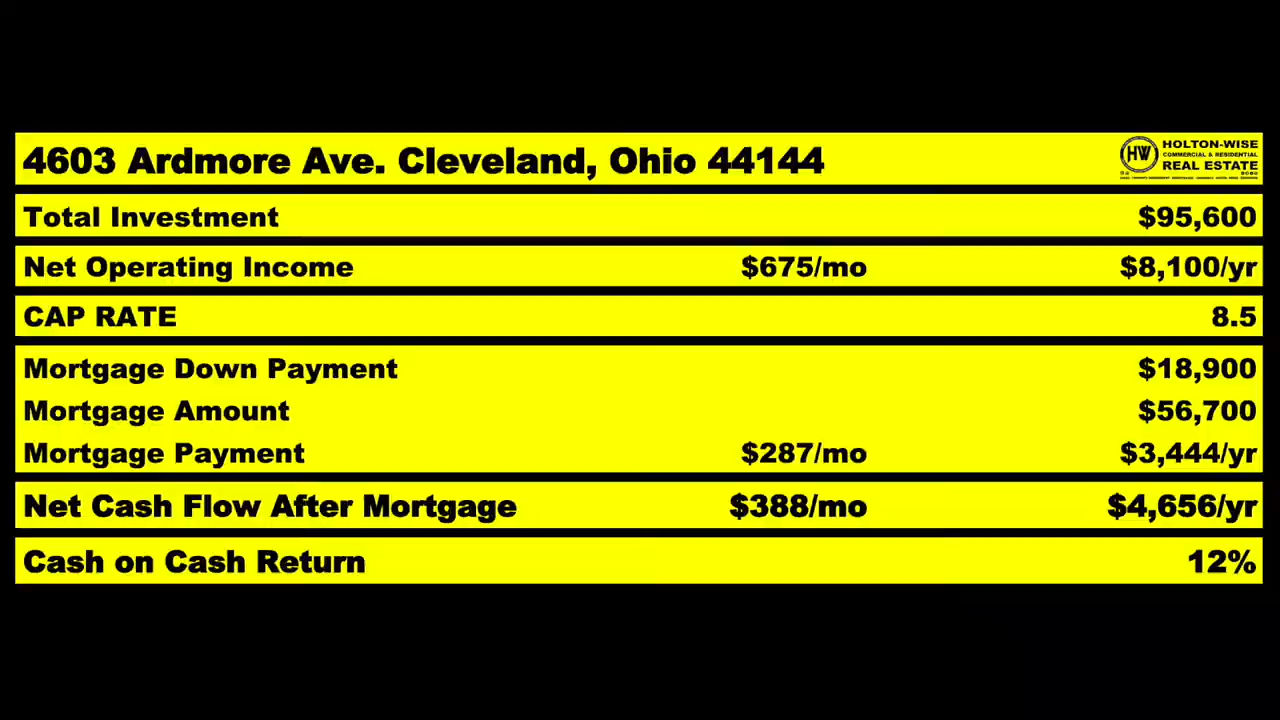 4603 Ardmore Ave. Cleveland, Ohio 44144
HW
HOLTON-WISE
COMMERCIAL & RESIDENTIAL
REAL ESTATE
Total Investment $95,600
Net Operating Income $675/mo $8,100/yr
CAP RATE 8.5
Mortgage Down Payment $18,900
Mortgage Amount $56,700
Mortgage Payment $287/mo $3,444/yr
Net Cash Flow After Mortgage $388/mo $4,656/yr
Cash on Cash Return 12%